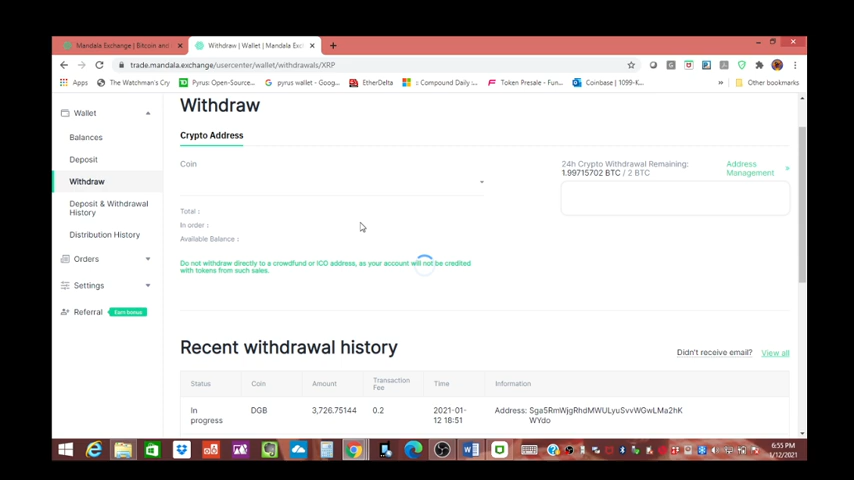 Mandala Exchange | Bitcoin and
Withdraw | Wallet | Mandala Exc
trade.mandala.exchange/usercenter/wallet/withdrawals/XRP
Apps
The Watchman's Cry
Pyrus: Open-Source...
pyrus wallet - Goog...
EtherDelta
:: Compound Daily :...
Token Presale - Fun...
Coinbase | 1099-K...
»
Other bookmarks
Wallet
Balances
Deposit
Withdraw
Deposit & Withdrawal
History
Distribution History
Orders
Settings
Referral
Earn bonus
Withdraw
Crypto Address
Coin
24h Crypto Withdrawal Remaining:
1.99715702 BTC / 2 BTC
Address
Management
»
Total :
In order :
Available Balance :
Do not withdraw directly to a crowdfund or ICO address, as your account will not be credited
with tokens from such sales.
Recent withdrawal history
Didn't receive email?
View all
Status
Coin
Amount
Transaction
Fee
Time
Information
In
progress
DGB
3,726.75144
0.2
2021-01-
12 18:51
Address: Sga5RmWjgRhdMWULyuSvvWGwLMa2hK
WYdo
6:55 PM
1/12/2021